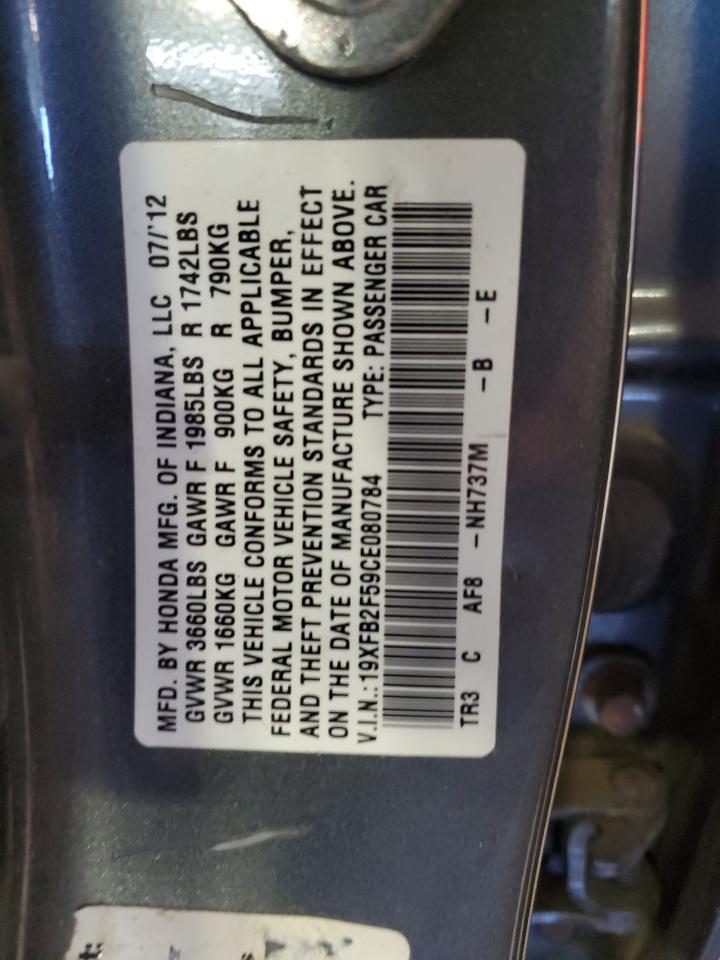 MFD. BY HONDA MFG. OF INDIANA, LLC 07/'12
GVWR 3660LBS GAWR F 1985LBS R 1742LBS
GVWR 1660KG GAWR F 900KG R 790KG
THIS VEHICLE CONFORMS TO ALL APPLICABLE
FEDERAL MOTOR VEHICLE SAFETY, BUMPER,
AND THEFT PREVENTION STANDARDS IN EFFECT
ON THE DATE OF MANUFACTURE SHOWN ABOVE.
V.I.N.:19XFB2F59CE080784 TYPE: PASSENGER CAR
TR3 C AF8 -NH737M -B -E